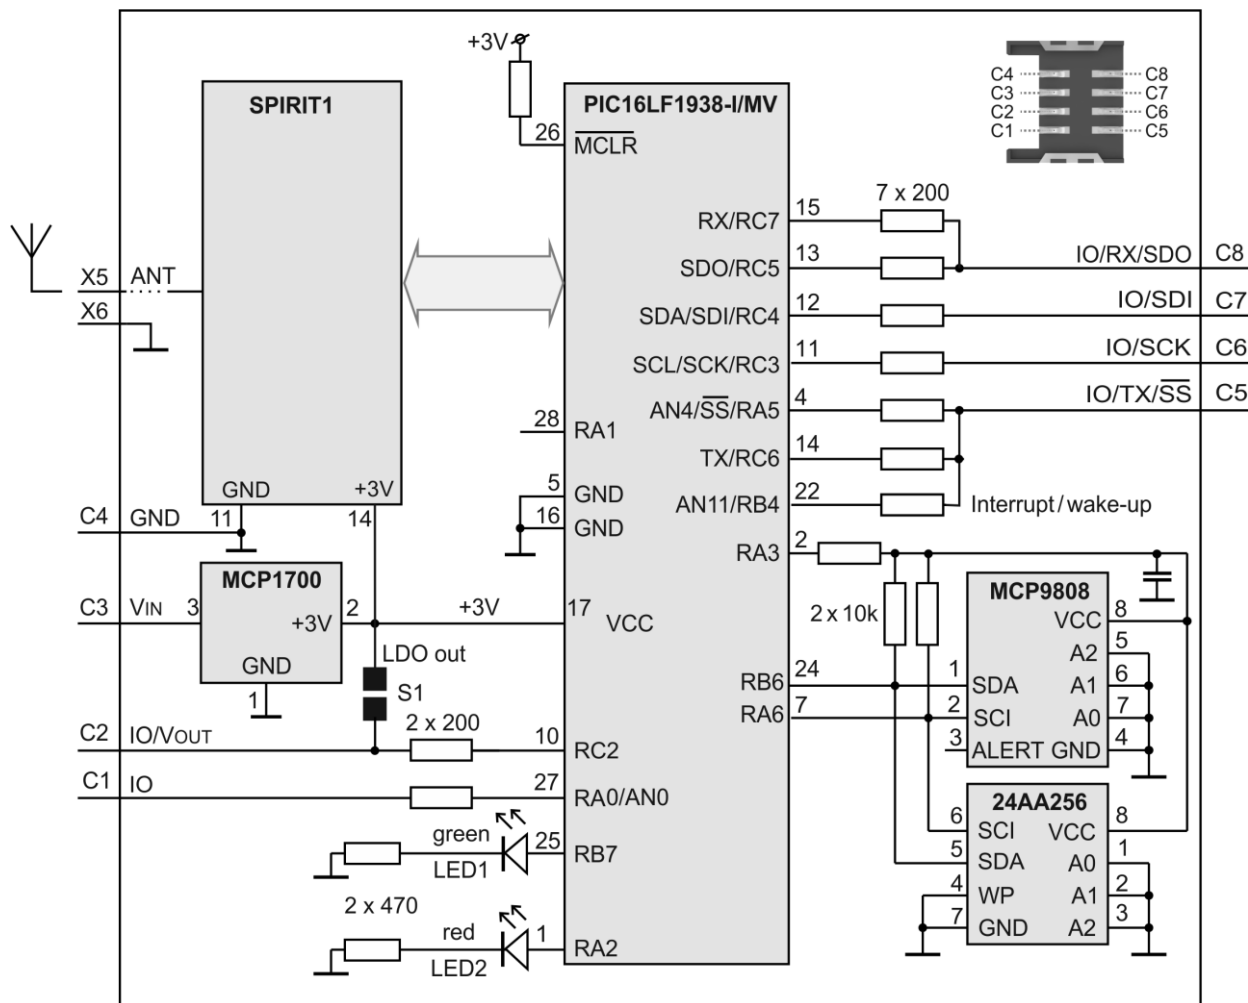 +3V
SPIRIT1
PIC16LF1938-I/MV
C4 C8
C3 C7
C2 C6
C1 C5
26 MCLR
7 x 200
RX/RC7 15
X5 ANT
SDO/RC5 13 IO/RX/SDO C8
X6
SDA/SDI/RC4 12 IO/SDI C7
SCL/SCK/RC3 11 IO/SCK C6
AN4/SS/RA5 4 IO/TX/SS C5
28 RA1
TX/RC6 14
GND +3V
5 GND
AN11/RB4 22 Interrupt/wake-up
C4 GND 11 14
16 GND
RA3 2
MCP1700
MCP9808
C3 VIN 3 +3V 2 +3V 17 VCC
2 x 10k
VCC 8
GND
LDO out
A2 5
1
S1
RB6 24 1 SDA A1 6
RA6 7 2 SCI A0 7
2 x 200
C2 IO/VOUT 10 RC2
3 ALERT GND 4
C1 IO 27 RA0/AN0
24AA256
green
6 SCI VCC 8
LED1 25 RB7
5 SDA A0 1
2 x 470
4 WP A1 2
red
7 GND A2 3
LED2 1 RA2